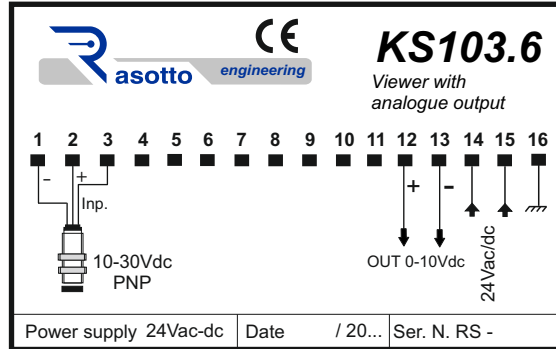 CE
KS103.6
Rasotto engineering
Viewer with
analogue output
1 2 3 4 5 6 7 8 9 10 11 12 13 14 15 16
- + + -
Inp.
10-30Vdc
PNP
OUT 0-10Vdc
24Vac/dc
Power supply 24Vac-dc Date / 20... Ser. N. RS -